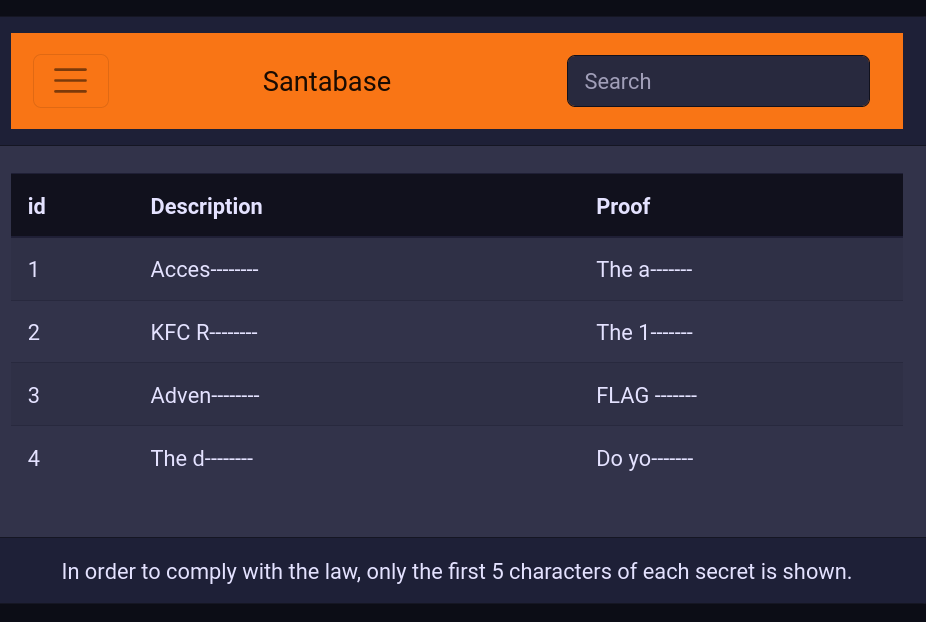 Santabase
Search
id Description Proof
1 Acces-------- The a-------
2 KFC R-------- The 1-------
3 Adven-------- FLAG -------
4 The d-------- Do yo-------
In order to comply with the law, only the first 5 characters of each secret is shown.